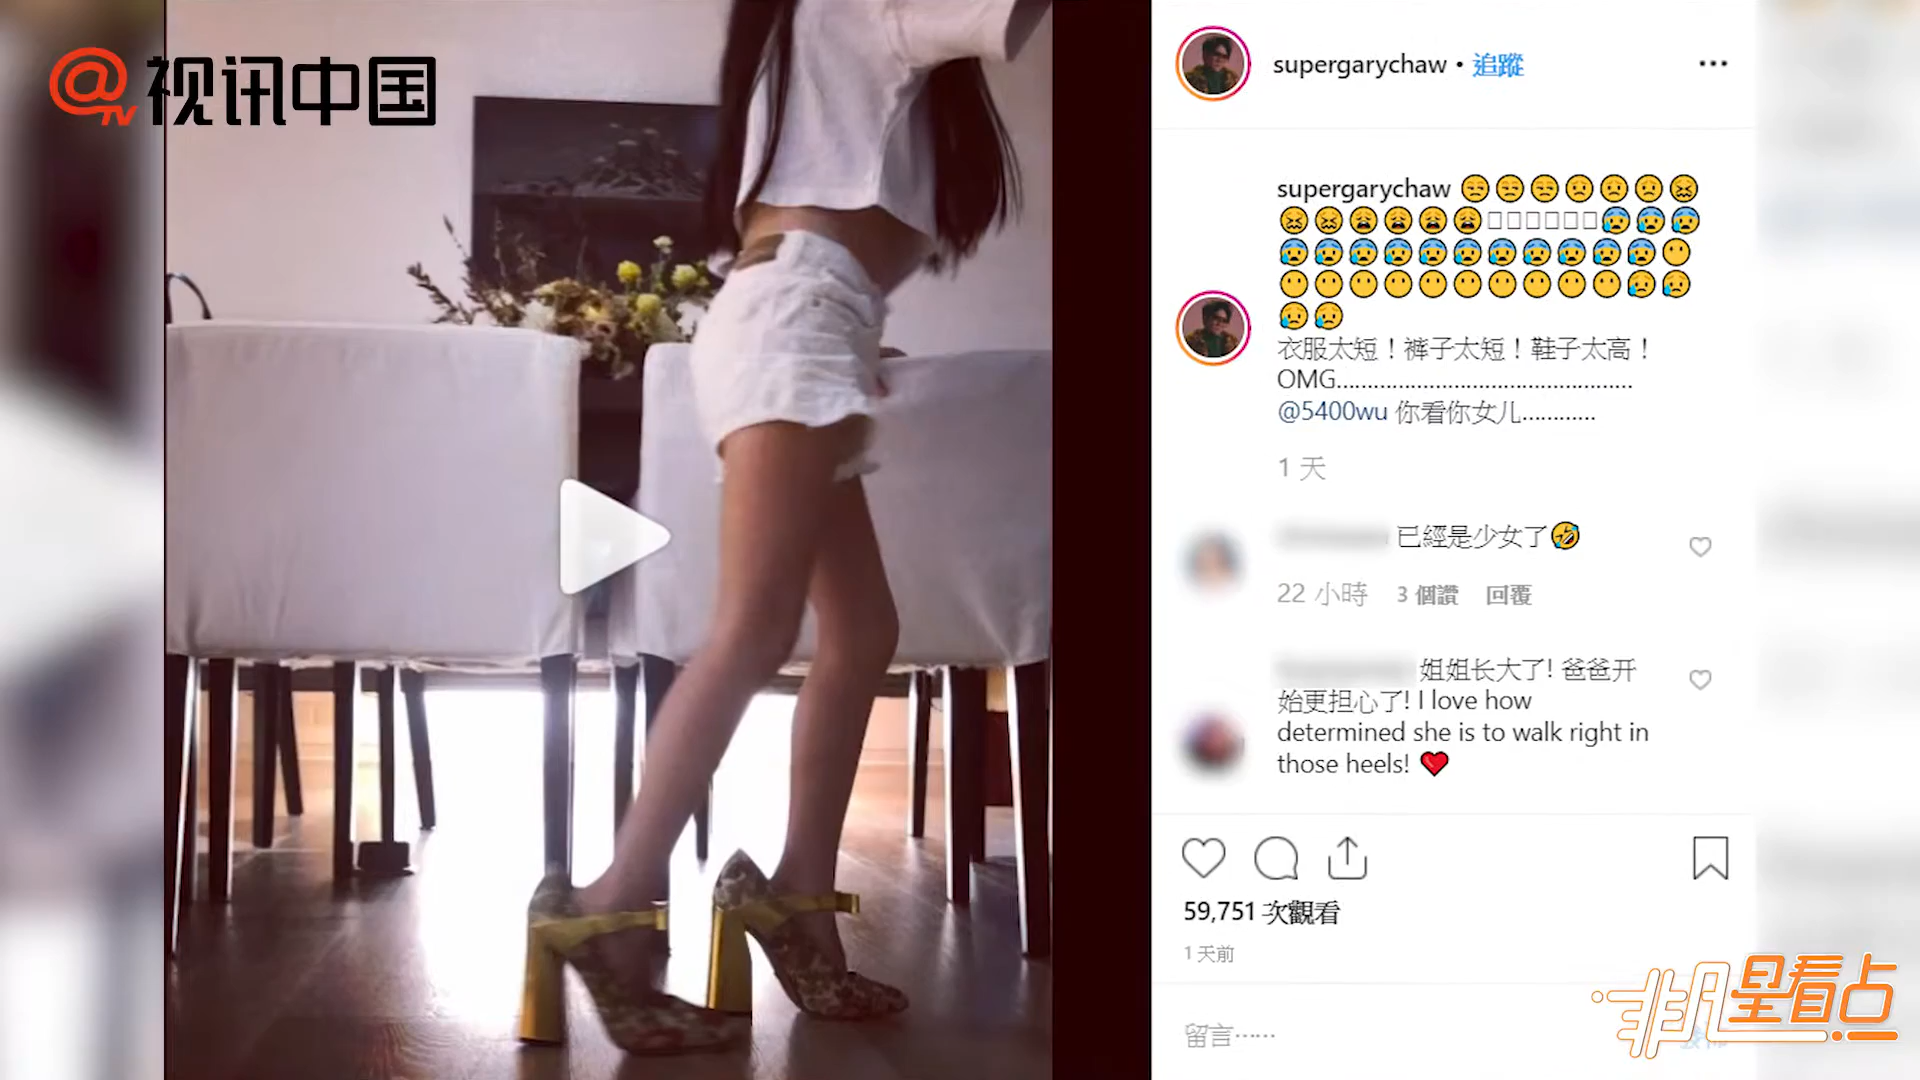 @TV 视讯中国
supergarychaw • 追蹤
supergarychaw 😒😒😒😟😟😟😖
😖😖😩😩😩😩□□□□□□😰😰😰
😰😰😰😰😰😰😰😰😰😰😰😶
😶😶😶😶😶😶😶😶😶😶😥😥
😥😥
衣服太短！褲子太短！鞋子太高！
OMG................................................
@5400wu 你看你女儿............
1 天
已經是少女了🤣
22 小時 3 個讚 回覆
姐姐长大了! 爸爸开
始更担心了! I love how
determined she is to walk right in
those heels! ❤️
59,751 次觀看
1 天前
留言······
非凡星看点